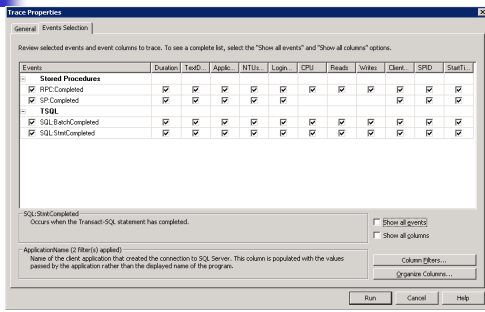 Trace Properties
General Events Selection
Review selected events and event columns to trace. To see a complete list, select the "Show all events" and "Show all columns" options.
Events Duration TextD... Applic... NTUs... Login... CPU Reads Writes Client... SPID StartTi...
Stored Procedures
RPC:Completed
SP:Completed
TSQL
SQL:BatchCompleted
SQL:StmtCompleted
SQL:StmtCompleted
Occurs when the Transact-SQL statement has completed.
Show all events
Show all columns
ApplicationName (2 filter(s) applied)
Name of the client application that created the connection to SQL Server. This column is populated with the values
passed by the application rather than the displayed name of the program.
Column Filters...
Organize Columns...
Run Cancel Help